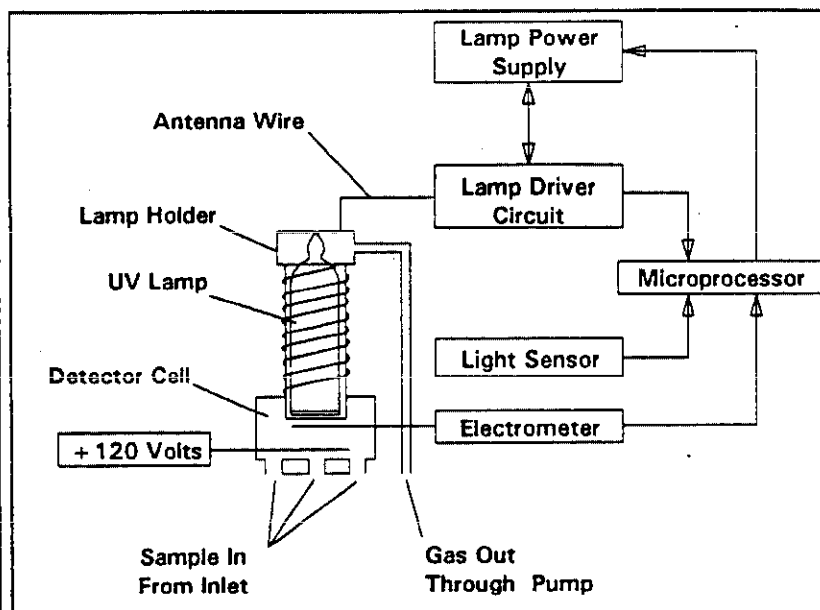 Lamp Power
Supply
Antenna Wire
Lamp Driver
Circuit
Lamp Holder
Microprocessor
UV Lamp
Light Sensor
Detector Cell
Electrometer
+ 120 Volts
Sample In
From Inlet
Gas Out
Through Pump